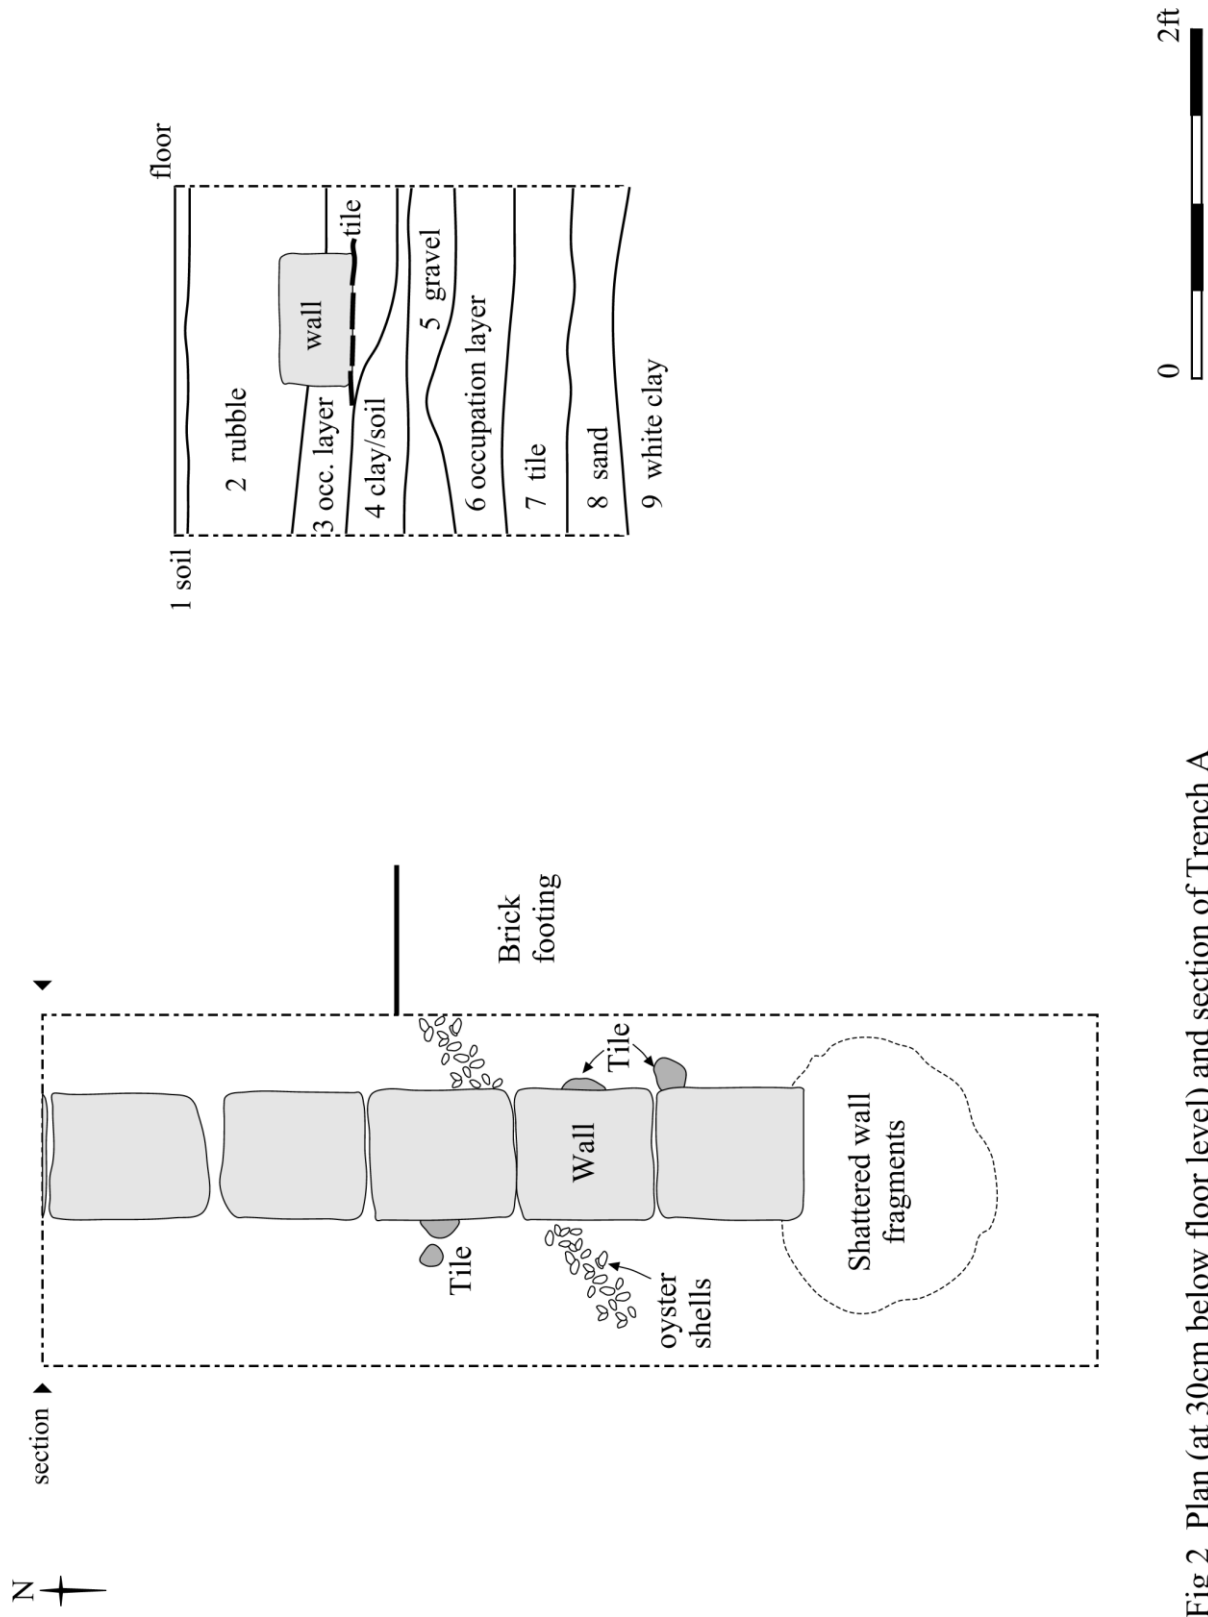 N
section
Tile
oyster
shells
Wall
Tile
Shattered wall
fragments
Brick
footing
1 soil
floor
2 rubble
wall
3 occ. layer
tile
4 clay/soil
5 gravel
6 occupation layer
7 tile
8 sand
9 white clay
0
2ft
Fig 2 Plan (at 30cm below floor level) and section of Trench A